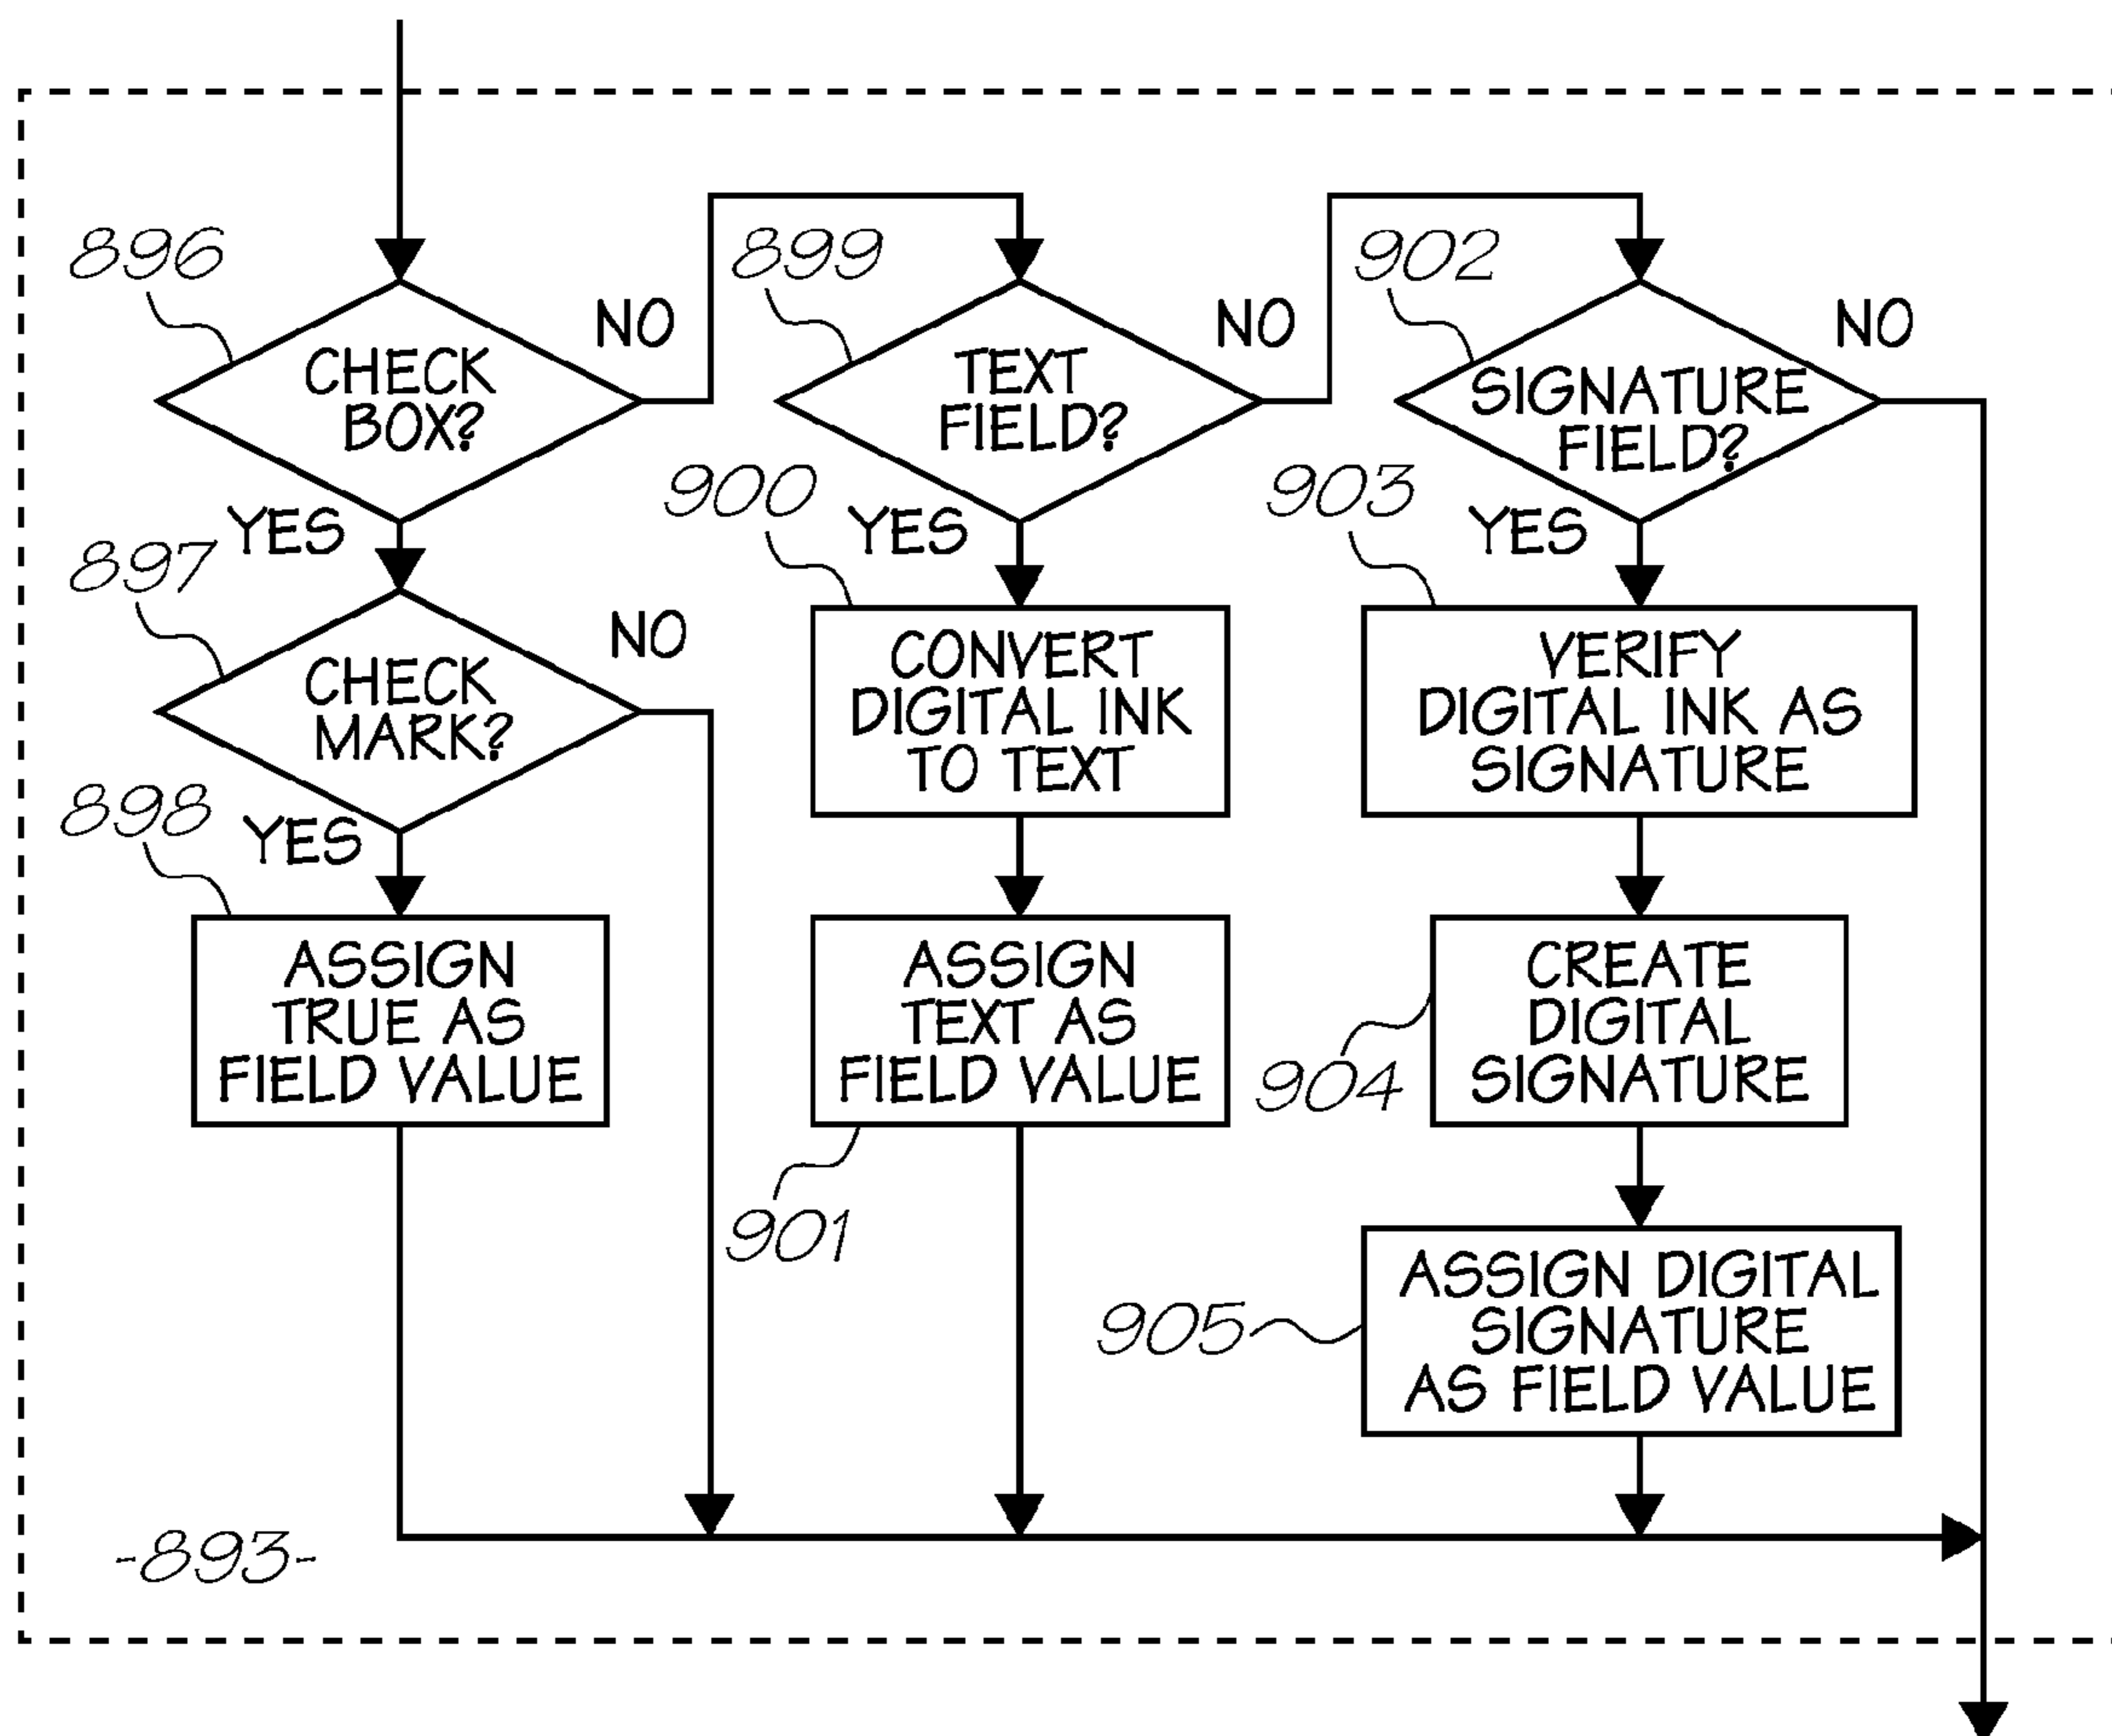 896
CHECK
BOX?
NO
YES
897
CHECK
MARK?
NO
YES
898
ASSIGN
TRUE AS
FIELD VALUE
899
TEXT
FIELD?
NO
YES
900
CONVERT
DIGITAL INK
TO TEXT
ASSIGN
TEXT AS
FIELD VALUE
901
902
SIGNATURE
FIELD?
NO
YES
903
VERIFY
DIGITAL INK AS
SIGNATURE
CREATE
DIGITAL
SIGNATURE
904
ASSIGN DIGITAL
SIGNATURE
AS FIELD VALUE
905
-893-